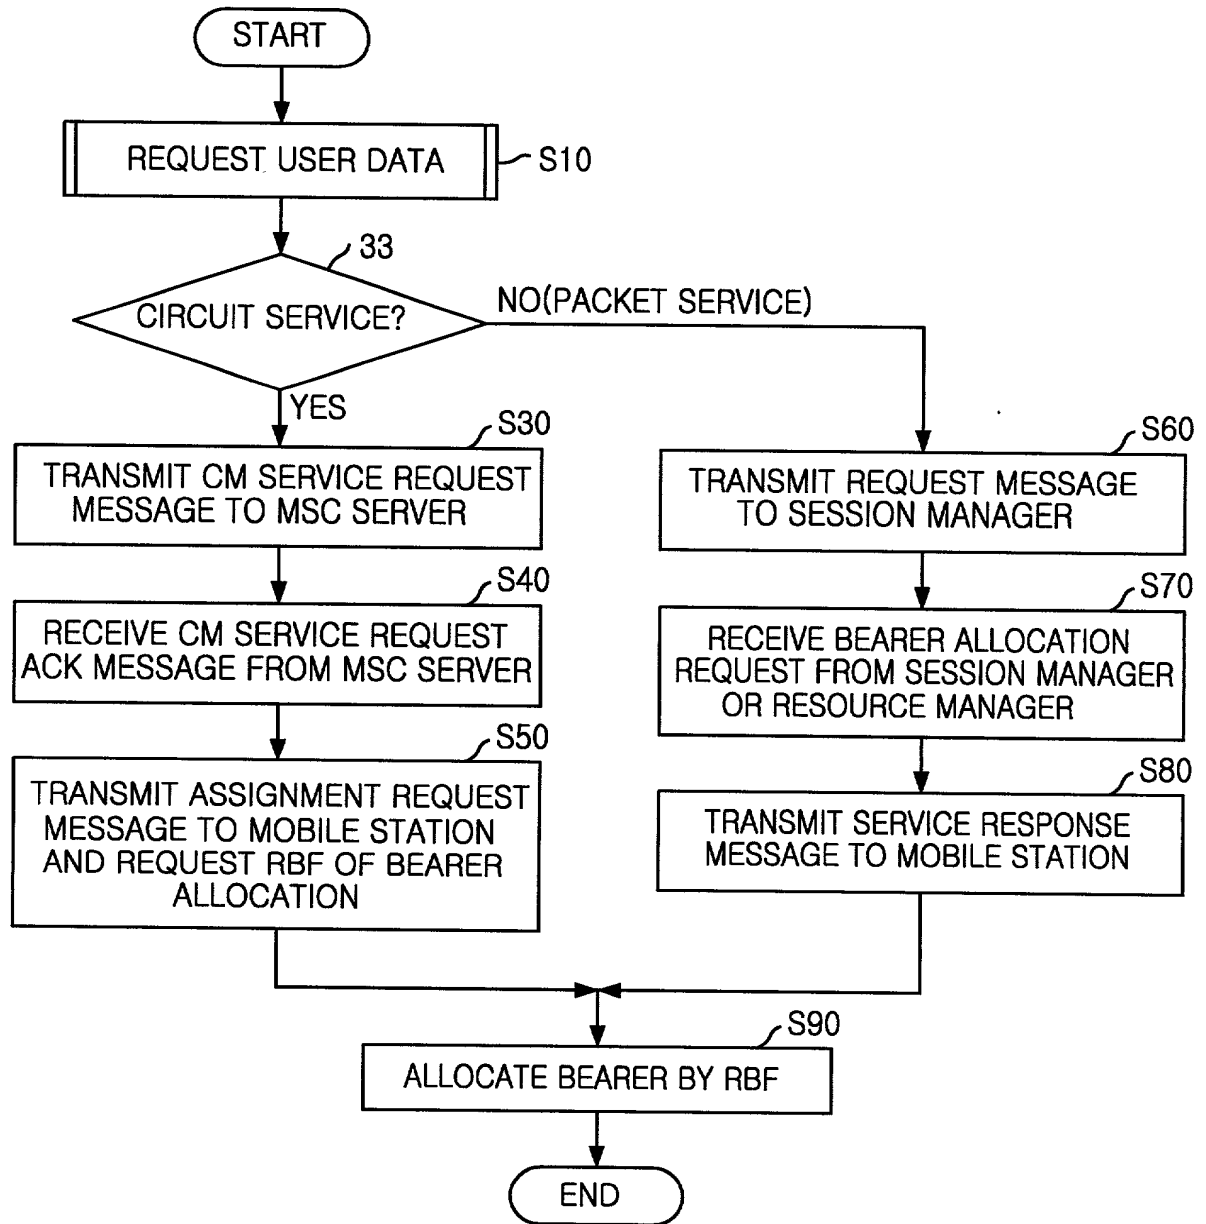 START
REQUEST USER DATA
S10
33
CIRCUIT SERVICE?
NO(PACKET SERVICE)
YES
S30
TRANSMIT CM SERVICE REQUEST
MESSAGE TO MSC SERVER
S40
RECEIVE CM SERVICE REQUEST
ACK MESSAGE FROM MSC SERVER
S50
TRANSMIT ASSIGNMENT REQUEST
MESSAGE TO MOBILE STATION
AND REQUEST RBF OF BEARER
ALLOCATION
S60
TRANSMIT REQUEST MESSAGE
TO SESSION MANAGER
S70
RECEIVE BEARER ALLOCATION
REQUEST FROM SESSION MANAGER
OR RESOURCE MANAGER
S80
TRANSMIT SERVICE RESPONSE
MESSAGE TO MOBILE STATION
S90
ALLOCATE BEARER BY RBF
END